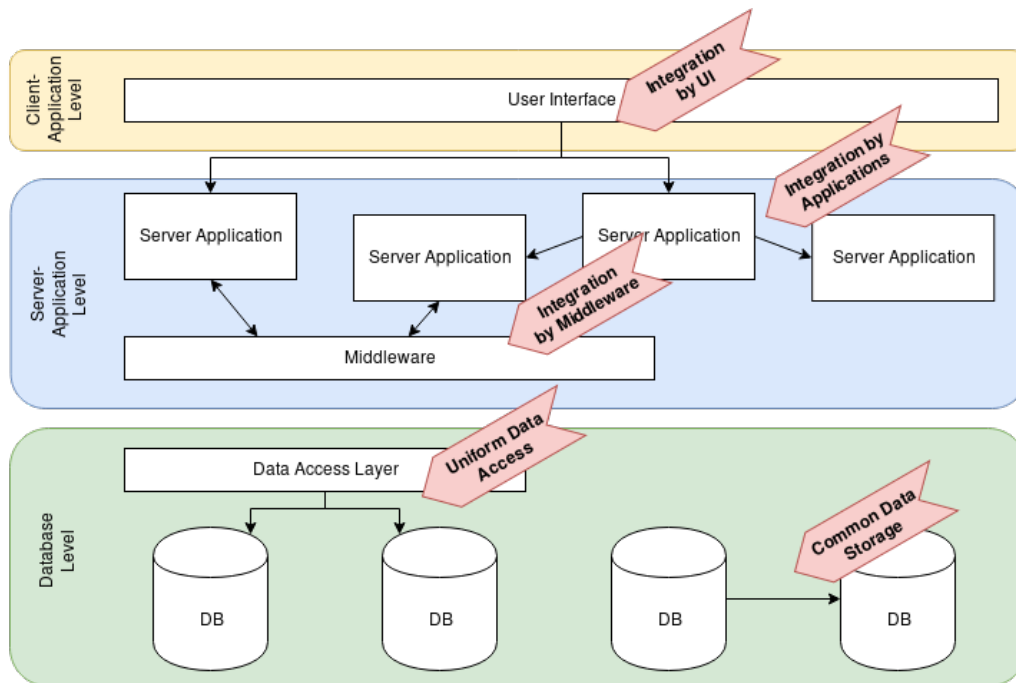 Client-
Application
Level
Integration
by UI
User Interface
Integration by
Applications
Server-
Application
Level
Server Application
Server Application
Server Application
Server Application
Integration
by Middleware
Middleware
Database
Level
Uniform Data
Access
Data Access Layer
Common Data
Storage
DB
DB
DB
DB